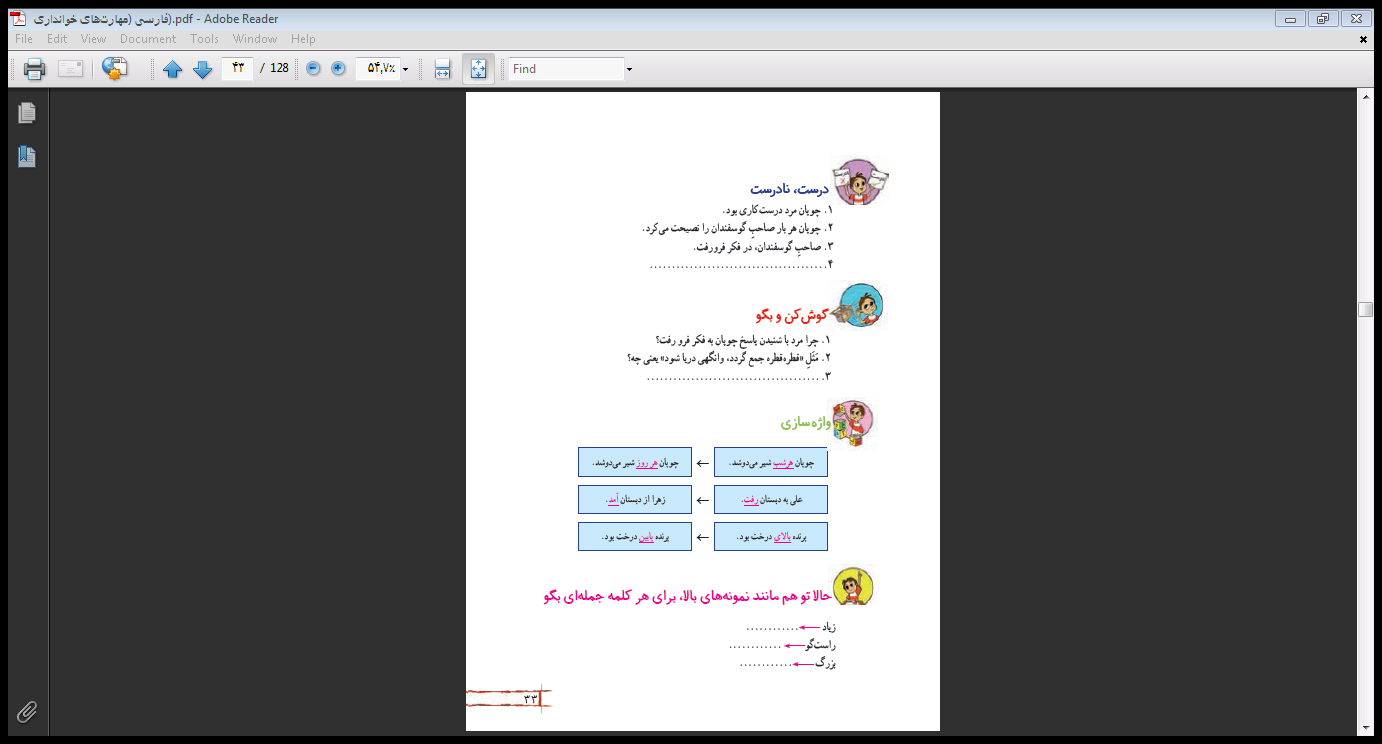 فارسی (مهارت‌های خوانداری).pdf - Adobe Reader
File Edit View Document Tools Window Help
۴۳ / 128 ۵۴,۷٪ Find
درست، نادرست
۱. چوپان مرد درست‌کاری بود.
۲. چوپان هر بار صاحبِ گوسفندان را نصیحت می‌کرد.
۳. صاحبِ گوسفندان، در فکر فرورفت.
۴. . . . . . . . . . . . . . . . . . . . . . . . . . . . . . . . . . . . . . . .
گوش‌کن و بگو
۱. چرا مرد با شنیدن پاسخ چوپان به فکر فرو رفت؟
۲. مَثَلِ «قطره‌قطره جمع گردد، وانگهی دریا شود» یعنی چه؟
۳. . . . . . . . . . . . . . . . . . . . . . . . . . . . . . . . . . . . . . . .
واژه‌سازی
چوپان هرشب شیر می‌دوشد. ← چوپان هر روز شیر می‌دوشد.
علی به دبستان رفت. ← زهرا از دبستان آمد.
پرنده بالای درخت بود. ← پرنده پایین درخت بود.
حالا تو هم مانند نمونه‌های بالا، برای هر کلمه جمله‌ای بگو
زیاد ← . . . . . . . . . . . .
راست‌گو ← . . . . . . . . . . . .
بزرگ ← . . . . . . . . . . . .
۳۳